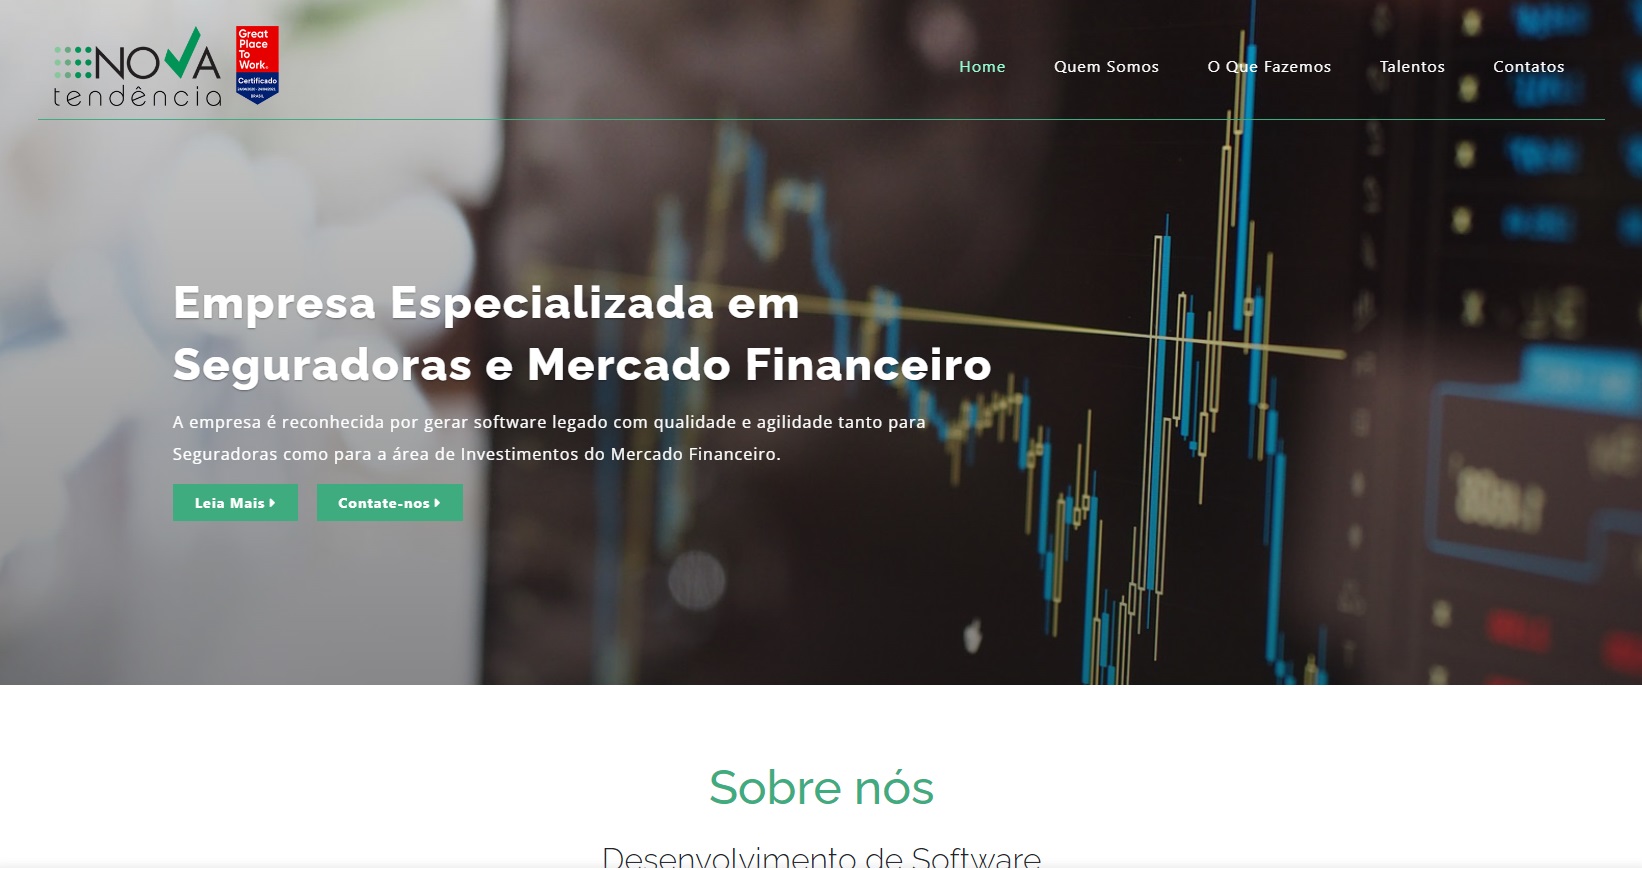 NOVA
tendência
Great
Place
To
Work.
Certificado
BRASIL
Home
Quem Somos
O Que Fazemos
Talentos
Contatos
Empresa Especializada em
Seguradoras e Mercado Financeiro
A empresa é reconhecida por gerar software legado com qualidade e agilidade tanto para
Seguradoras como para a área de Investimentos do Mercado Financeiro.
Leia Mais
Contate-nos
Sobre nós
Desenvolvimento de Software